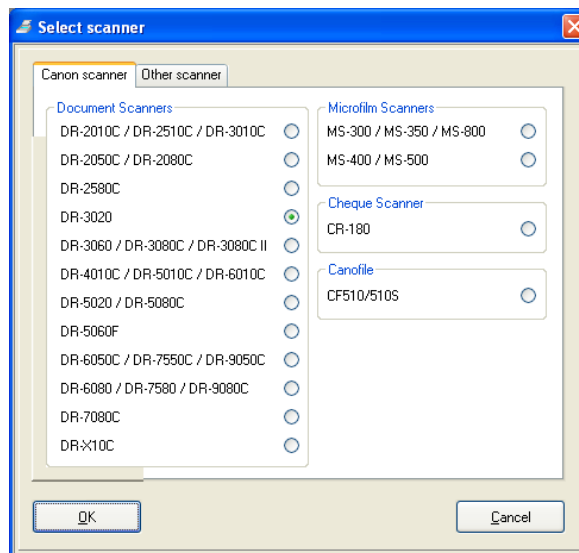 Select scanner
Canon scanner
Other scanner
Document Scanners
DR-2010C / DR-2510C / DR-3010C
DR-2050C / DR-2080C
DR-2580C
DR-3020
DR-3060 / DR-3080C / DR-3080C II
DR-4010C / DR-5010C / DR-6010C
DR-5020 / DR-5080C
DR-5060F
DR-6050C / DR-7550C / DR-9050C
DR-6080 / DR-7580 / DR-9080C
DR-7080C
DR-X10C
Microfilm Scanners
MS-300 / MS-350 / MS-800
MS-400 / MS-500
Cheque Scanner
CR-180
Canofile
CF510/510S
OK
Cancel